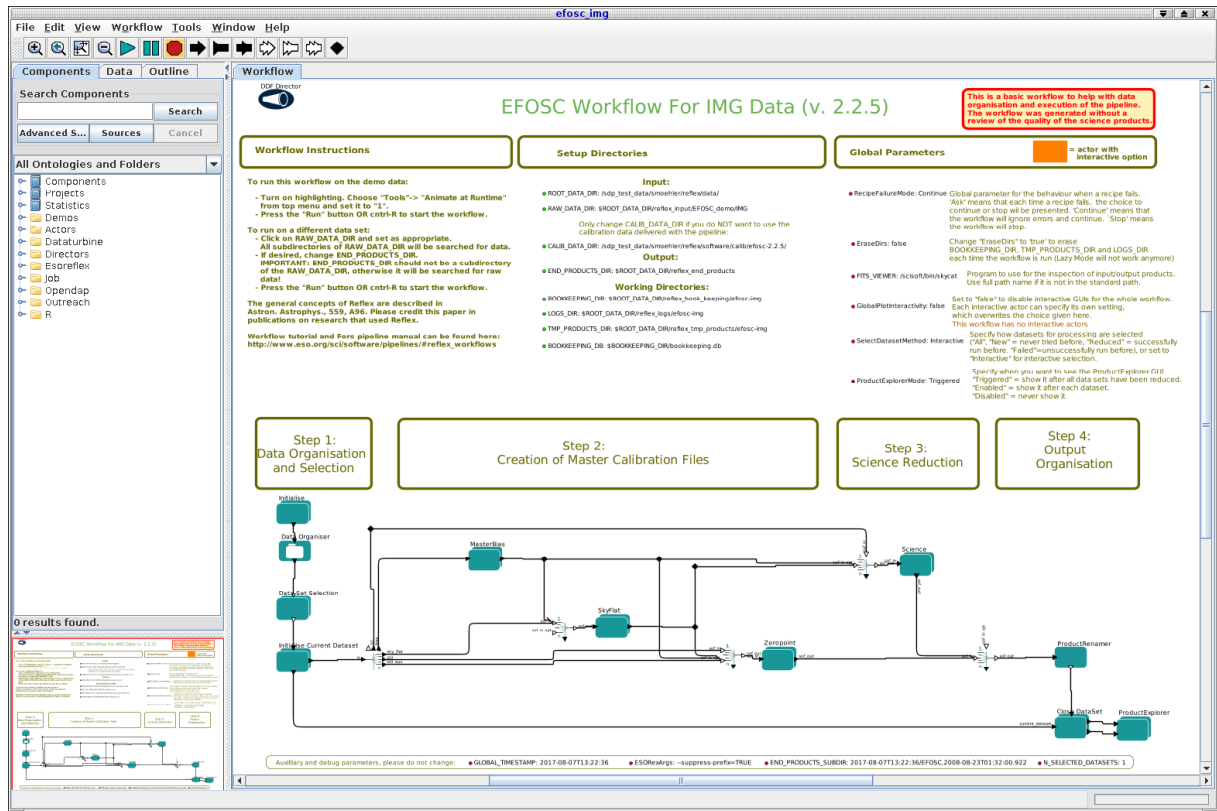 efosc_img
File Edit View Workflow Tools Window Help
Components Data Outline
Search Components
Search
Advanced S... Sources Cancel
All Ontologies and Folders
Components
Projects
Statistics
Demos
Actors
Dataturbine
Directors
Esoreflex
Job
Opendap
Outreach
R
0 results found.
Workflow
DDF Director
EFOSC Workflow For IMG Data (v. 2.2.5)
This is a basic workflow to help with data
organisation and execution of the pipeline.
The workflow was generated without a
review of the quality of the science products.
Workflow Instructions
Setup Directories
Global Parameters
= actor with
interactive option
To run this workflow on the demo data:
- Turn on highlighting. Choose "Tools"-> "Animate at Runtime"
from top menu and set it to "1".
- Press the "Run" button OR cntrl-R to start the workflow.
To run on a different data set:
- Click on RAW_DATA_DIR and set as appropriate.
All subdirectories of RAW_DATA_DIR will be searched for data.
- If desired, change END_PRODUCTS_DIR.
IMPORTANT: END_PRODUCTS_DIR should not be a subdirectory
of the RAW_DATA_DIR, otherwise it will be searched for raw
data!
- Press the "Run" button OR cntrl-R to start the workflow.
The general concepts of Reflex are described in
Astron. Astrophys., 559, A96. Please credit this paper in
publications on research that used Reflex.
Workflow tutorial and Fors pipeline manual can be found here:
http://www.eso.org/sci/software/pipelines/#reflex_workflows
Input:
ROOT_DATA_DIR: /sdp_test_data/smoehler/reflex/data/
RAW_DATA_DIR: $ROOT_DATA_DIR/reflex_input/EFOSC_demo/IMG
Only change CALIB_DATA_DIR if you do NOT want to use the
calibration data delivered with the pipeline:
CALIB_DATA_DIR: /sdp_test_data/smoehler/reflex/software/calib/efosc-2.2.5/
Output:
END_PRODUCTS_DIR: $ROOT_DATA_DIR/reflex_end_products
Working Directories:
BOOKKEEPING_DIR: $ROOT_DATA_DIR/reflex_book_keeping/efosc-img
LOGS_DIR: $ROOT_DATA_DIR/reflex_logs/efosc-img
TMP_PRODUCTS_DIR: $ROOT_DATA_DIR/reflex_tmp_products/efosc-img
BOOKKEEPING_DB: $BOOKKEEPING_DIR/bookkeeping.db
RecipeFailureMode: Continue
Global parameter for the behaviour when a recipe fails.
'Ask' means that each time a recipe fails, the choice to
continue or stop wil be presented. 'Continue' means that
the workflow will ignore errors and continue. `Stop' means
the workflow will stop.
EraseDirs: false
Change "EraseDirs" to 'true' to erase
BOOKKEEPING_DIR, TMP_PRODUCTS_DIR and LOGS_DIR
each time the workflow is run (Lazy Mode will not work anymore)
FITS_VIEWER: /scisoft/bin/skycat
Program to use for the inspection of input/output products.
Use full path name if it is not in the standard path.
GlobalPlotInteractivity: false
Set to "false" to disable interactive GUIs for the whole workflow.
Each interactive actor can specify its own setting,
which overwrites the choice given here.
This workflow has no interactive actors
SelectDatasetMethod: Interactive
Specify how datasets for processing are selected
("All", "New" = never tried before, "Reduced" = successfully
run before. "Failed"=unsuccessfully run before), or set to
"Interactive" for interactive selection.
ProductExplorerMode: Triggered
Specify when you want to see the ProductExplorer GUI
"Triggered" = show it after all data sets have been reduced.
"Enabled" = show it after each dataset.
"Disabled" = never show it
Step 1:
Data Organisation
and Selection
Step 2:
Creation of Master Calibration Files
Step 3:
Science Reduction
Step 4:
Output
Organisation
Initialise
Data Organiser
DataSet Selection
Initialise Current Dataset
MasterBias
SkyFlat
Zeropoint
Science
ProductRenamer
Close DataSet
ProductExplorer
sky_flat
sof in opt
sof_out
current_dataset
Auxiliary and debug parameters, please do not change:
GLOBAL_TIMESTAMP: 2017-08-07T13:22:36
ESORexArgs: --suppress-prefix=TRUE
END_PRODUCTS_SUBDIR: 2017-08-07T13:22:36/EFOSC.2008-08-23T01:32:00.922
N_SELECTED_DATASETS: 1